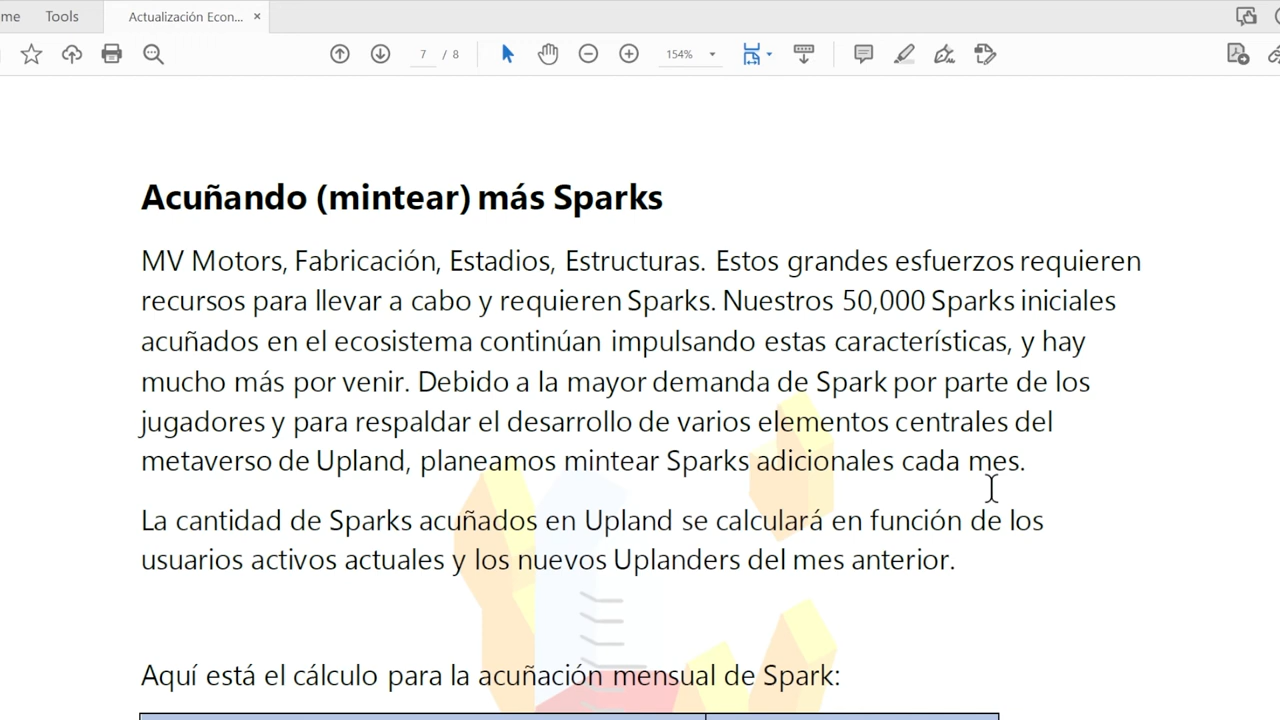 me
Tools
Actualización Econ...
×
7 / 8
154%
Acuñando (mintear) más Sparks
MV Motors, Fabricación, Estadios, Estructuras. Estos grandes esfuerzos requieren
recursos para llevar a cabo y requieren Sparks. Nuestros 50,000 Sparks iniciales
acuñados en el ecosistema continúan impulsando estas características, y hay
mucho más por venir. Debido a la mayor demanda de Spark por parte de los
jugadores y para respaldar el desarrollo de varios elementos centrales del
metaverso de Upland, planeamos mintear Sparks adicionales cada mes.
La cantidad de Sparks acuñados en Upland se calculará en función de los
usuarios activos actuales y los nuevos Uplanders del mes anterior.
Aquí está el cálculo para la acuñación mensual de Spark: